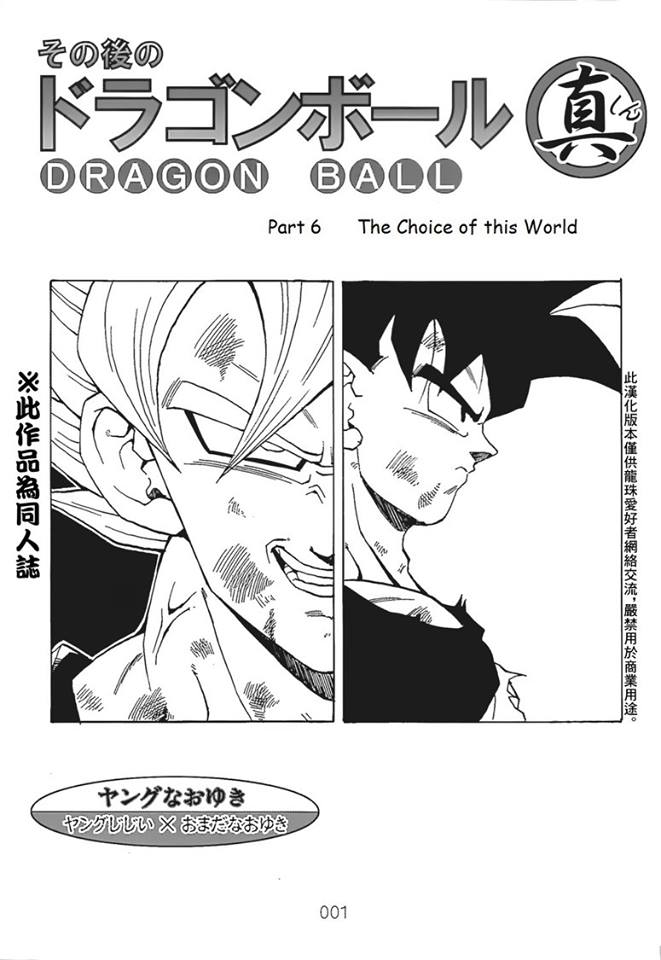 その後の
ドラゴンボール
真
しん
DRAGON BALL
Part 6 The Choice of this World
※此作品為同人誌
此漢化版本僅供龍珠愛好者網絡交流，嚴禁用於商業用途。
ヤングなおゆき
ヤングじじい×おまだなおゆき
001